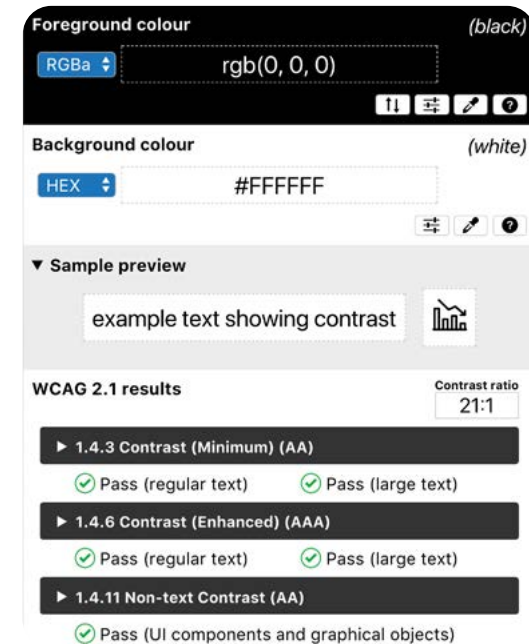 Foreground colour (black)
RGBa rgb(0, 0, 0)
Background colour (white)
HEX #FFFFFF
▼ Sample preview
example text showing contrast
WCAG 2.1 results Contrast ratio
21:1
▶ 1.4.3 Contrast (Minimum) (AA)
Pass (regular text) Pass (large text)
▶ 1.4.6 Contrast (Enhanced) (AAA)
Pass (regular text) Pass (large text)
▶ 1.4.11 Non-text Contrast (AA)
Pass (UI components and graphical objects)